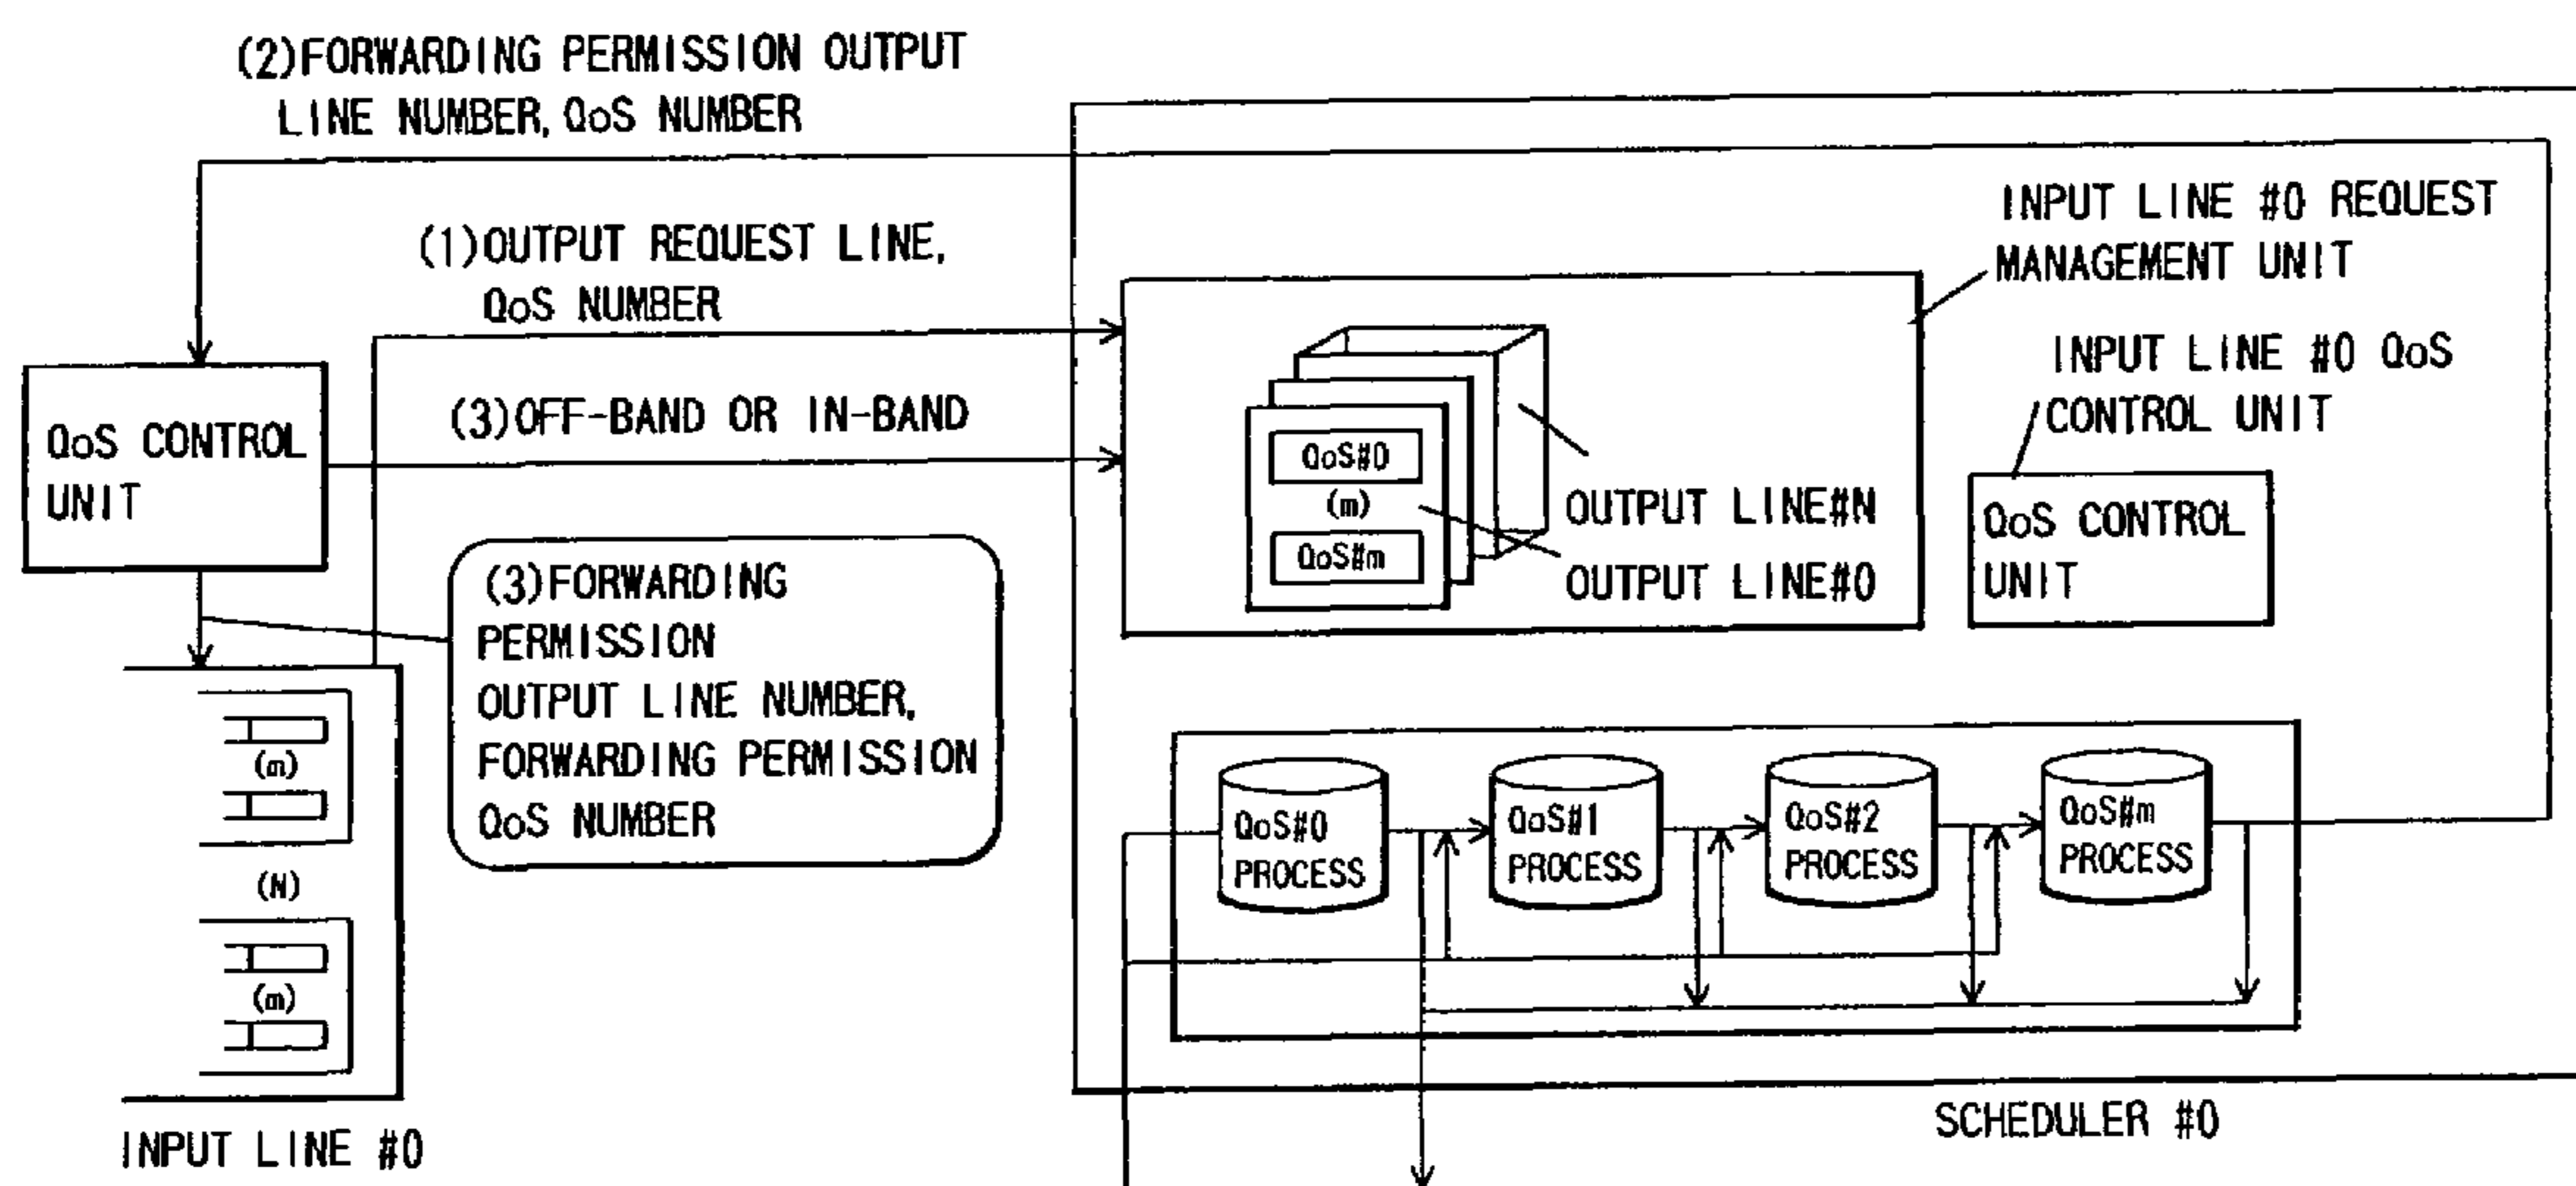 (2)FORWARDING PERMISSION OUTPUT
LINE NUMBER, QoS NUMBER
(1)OUTPUT REQUEST LINE,
QoS NUMBER
(3)OFF-BAND OR IN-BAND
QoS CONTROL
UNIT
(3)FORWARDING
PERMISSION
OUTPUT LINE NUMBER,
FORWARDING PERMISSION
QoS NUMBER
(m)
(N)
(m)
INPUT LINE #0
INPUT LINE #0 REQUEST
MANAGEMENT UNIT
INPUT LINE #0 QoS
CONTROL UNIT
QoS#0
(m)
QoS#m
OUTPUT LINE#N
OUTPUT LINE#0
QoS CONTROL
UNIT
QoS#0
PROCESS
QoS#1
PROCESS
QoS#2
PROCESS
QoS#m
PROCESS
SCHEDULER #0